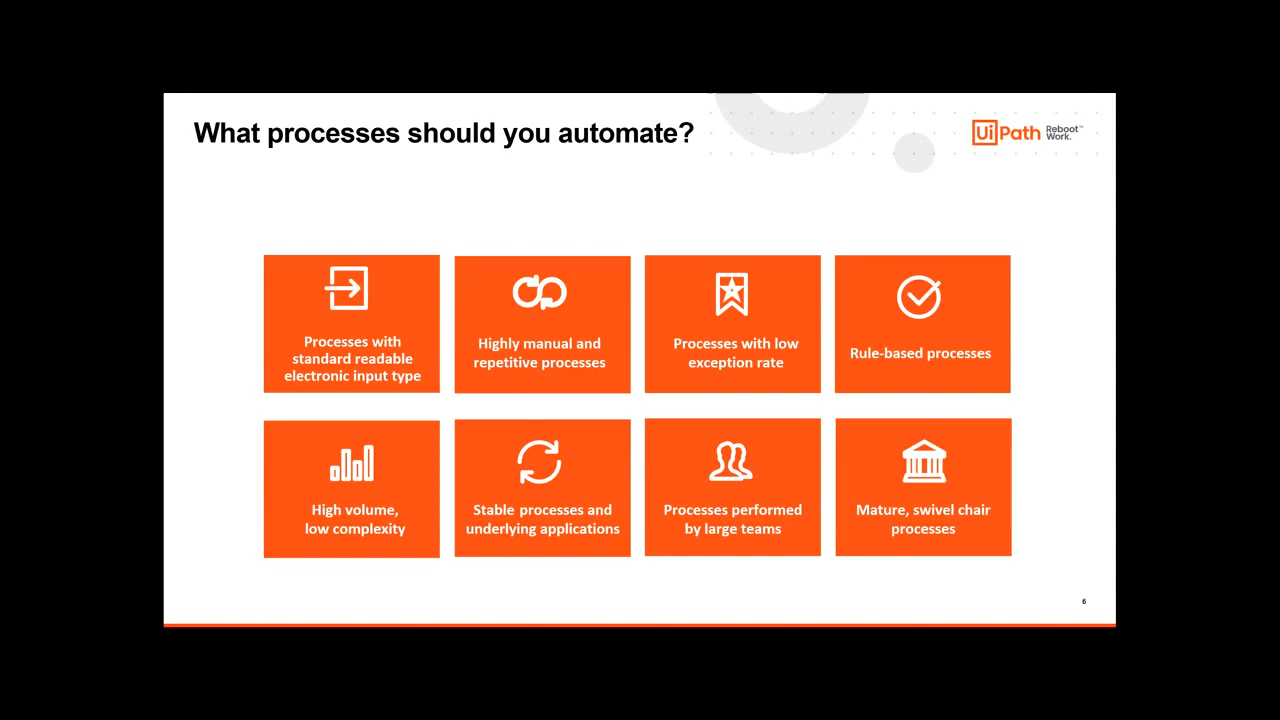 What processes should you automate?
UiPath Reboot™
Work.
Processes with
standard readable
electronic input type
Highly manual and
repetitive processes
Processes with low
exception rate
Rule-based processes
High volume,
low complexity
Stable processes and
underlying applications
Processes performed
by large teams
Mature, swivel chair
processes
6